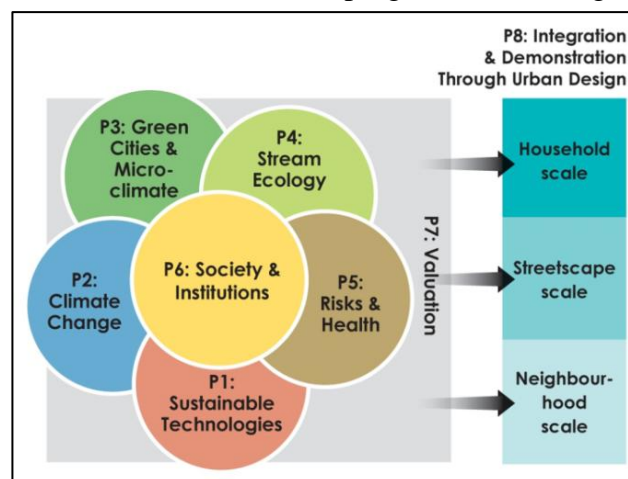 P8: Integration
& Demonstration
Through Urban Design
P3: Green
Cities &
Micro-
climate
P4:
Stream
Ecology
P2:
Climate
Change
P6: Society &
Institutions
P5:
Risks &
Health
P1:
Sustainable
Technologies
P7: Valuation
Household
scale
Streetscape
scale
Neighbour-
hood
scale